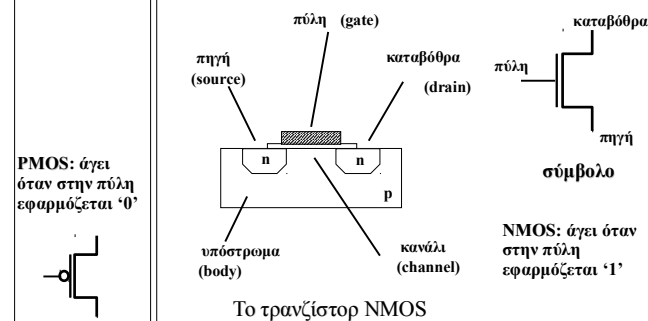 PMOS: άγει
όταν στην πύλη
εφαρμόζεται ‘0’
πύλη (gate)
πηγή
(source)
καταβόθρα
(drain)
n
n
p
υπόστρωμα
(body)
κανάλι
(channel)
Το τρανζίστορ NMOS
καταβόθρα
πύλη
πηγή
σύμβολο
NMOS: άγει όταν
στην πύλη
εφαρμόζεται ‘1’